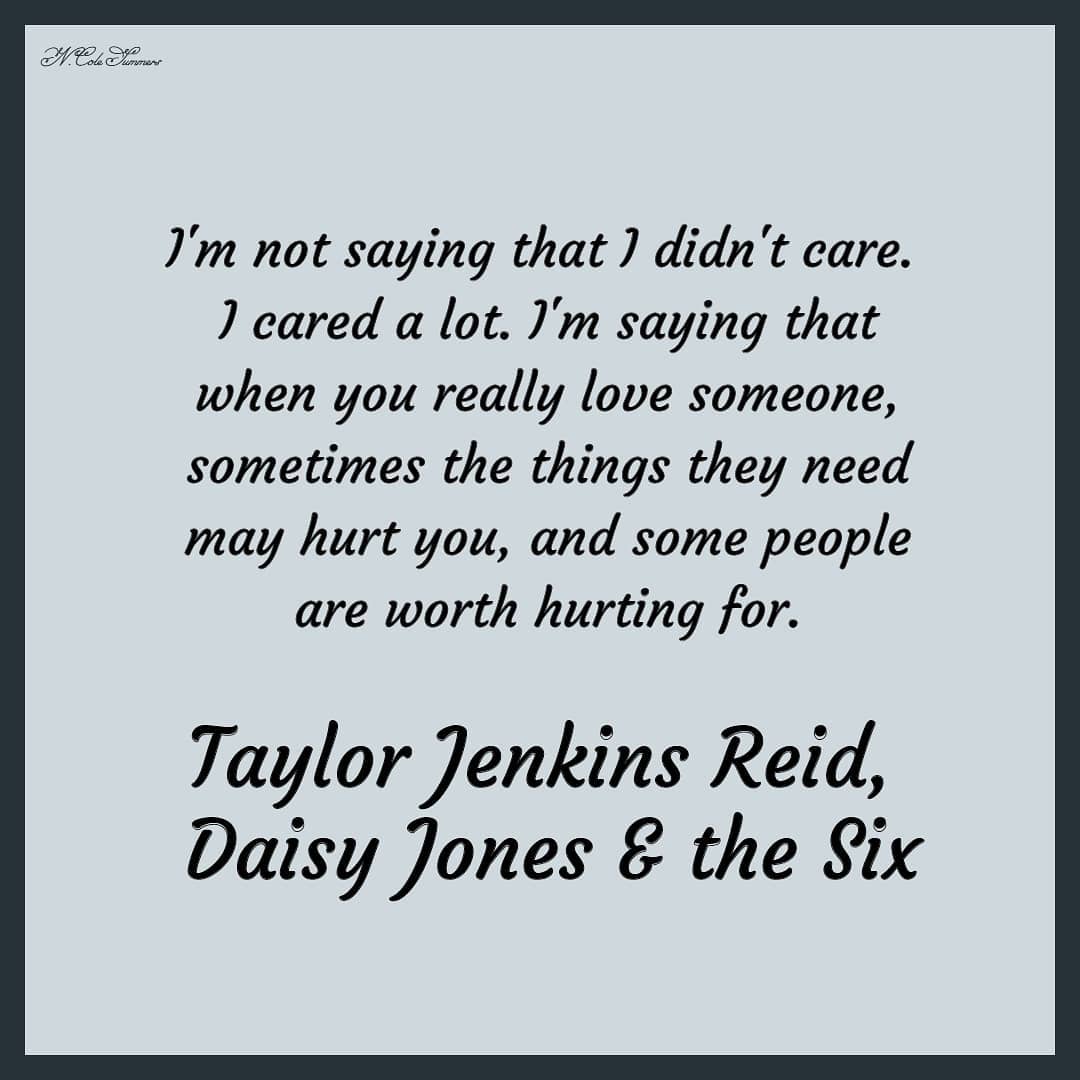 N. Cole Summers
I'm not saying that I didn't care.
I cared a lot. I'm saying that
when you really love someone,
sometimes the things they need
may hurt you, and some people
are worth hurting for.
Taylor Jenkins Reid,
Daisy Jones & the Six